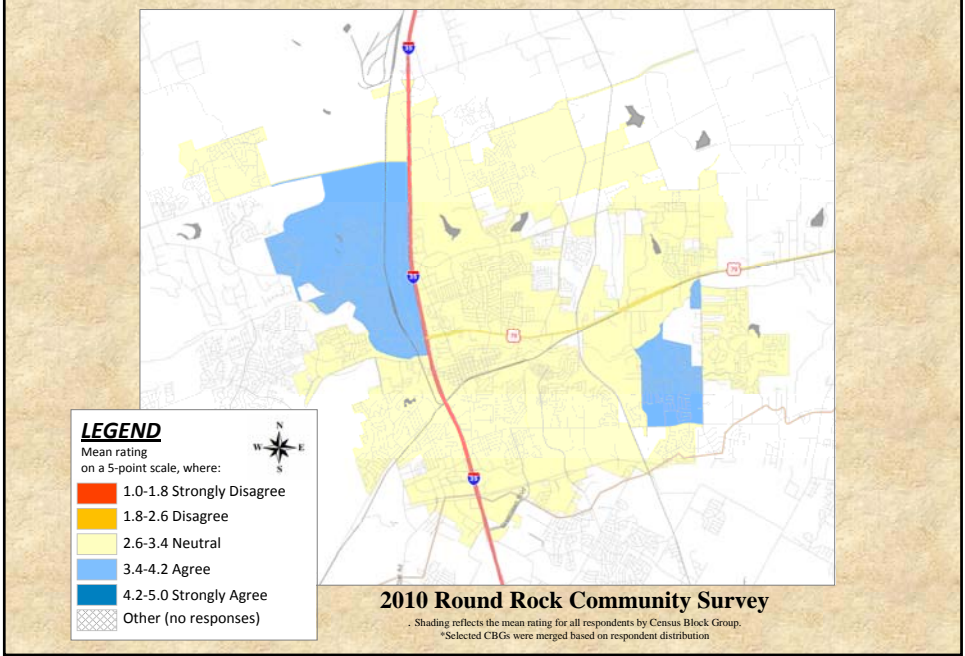 35
35
79
79
35
LEGEND
Mean rating
on a 5-point scale, where:
N
W E
S
1.0-1.8 Strongly Disagree
1.8-2.6 Disagree
2.6-3.4 Neutral
3.4-4.2 Agree
4.2-5.0 Strongly Agree
Other (no responses)
2010 Round Rock Community Survey
. Shading reflects the mean rating for all respondents by Census Block Group.
*Selected CBGs were merged based on respondent distribution